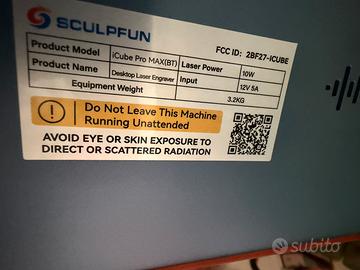 SCULPFUN
FCC ID: 2BF27-ICUBE
Product Model iCube Pro MAX(BT) Laser Power 10W
Product Name Desktop Laser Engraver Input 12V 5A
Equipment Weight 3.2KG
! Do Not Leave This Machine
Running Unattended
AVOID EYE OR SKIN EXPOSURE TO
DIRECT OR SCATTERED RADIATION
subito